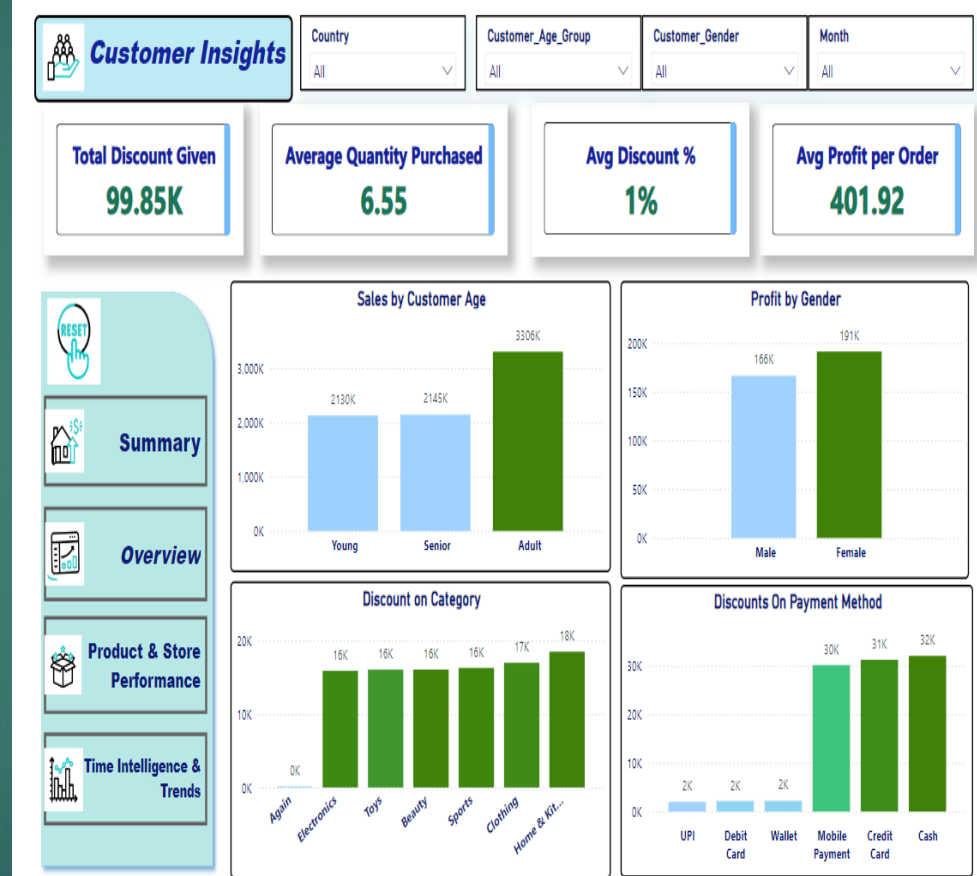 Customer Insights
Country
All
Customer_Age_Group
All
Customer_Gender
All
Month
All
Total Discount Given
99.85K
Average Quantity Purchased
6.55
Avg Discount %
1%
Avg Profit per Order
401.92
RESET
Summary
Overview
Product & Store
Performance
Time Intelligence &
Trends
Sales by Customer Age
3,000K
2,000K
1,000K
0K
2130K
2145K
3306K
Young
Senior
Adult
Profit by Gender
200K
150K
100K
50K
0K
166K
191K
Male
Female
Discount on Category
20K
10K
0K
0K
16K
16K
16K
16K
17K
18K
Again
Electronics
Toys
Beauty
Sports
Clothing
Home & Kit...
Discounts On Payment Method
30K
20K
10K
0K
2K
2K
2K
30K
31K
32K
UPI
Debit
Card
Wallet
Mobile
Payment
Credit
Card
Cash